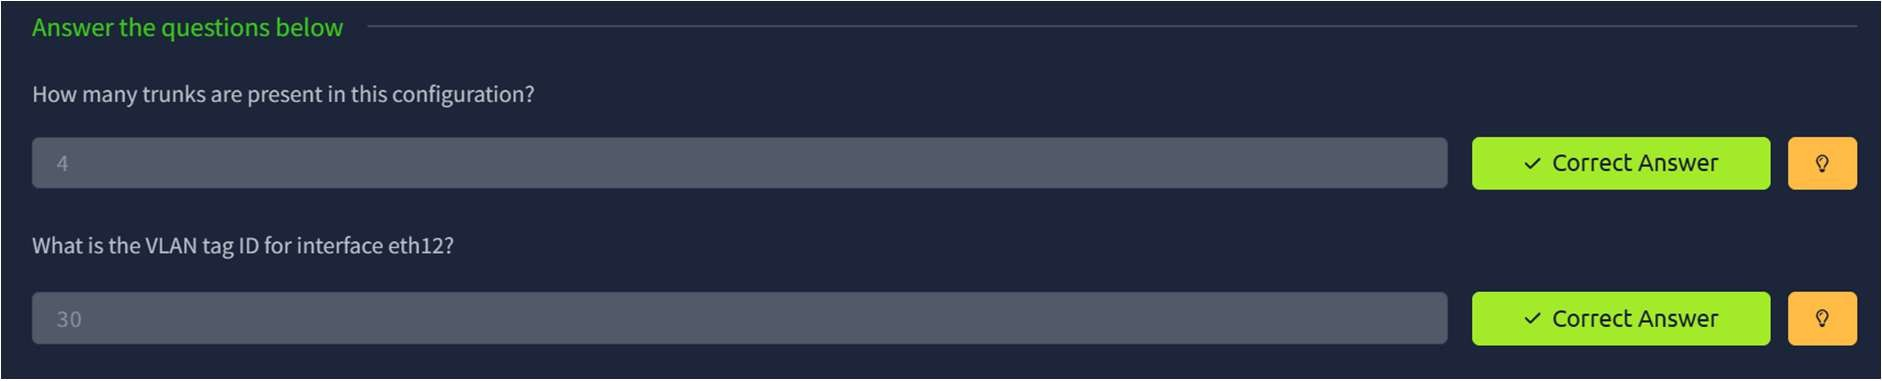 Answer the questions below
How many trunks are present in this configuration?
4
Correct Answer
What is the VLAN tag ID for interface eth12?
30
Correct Answer